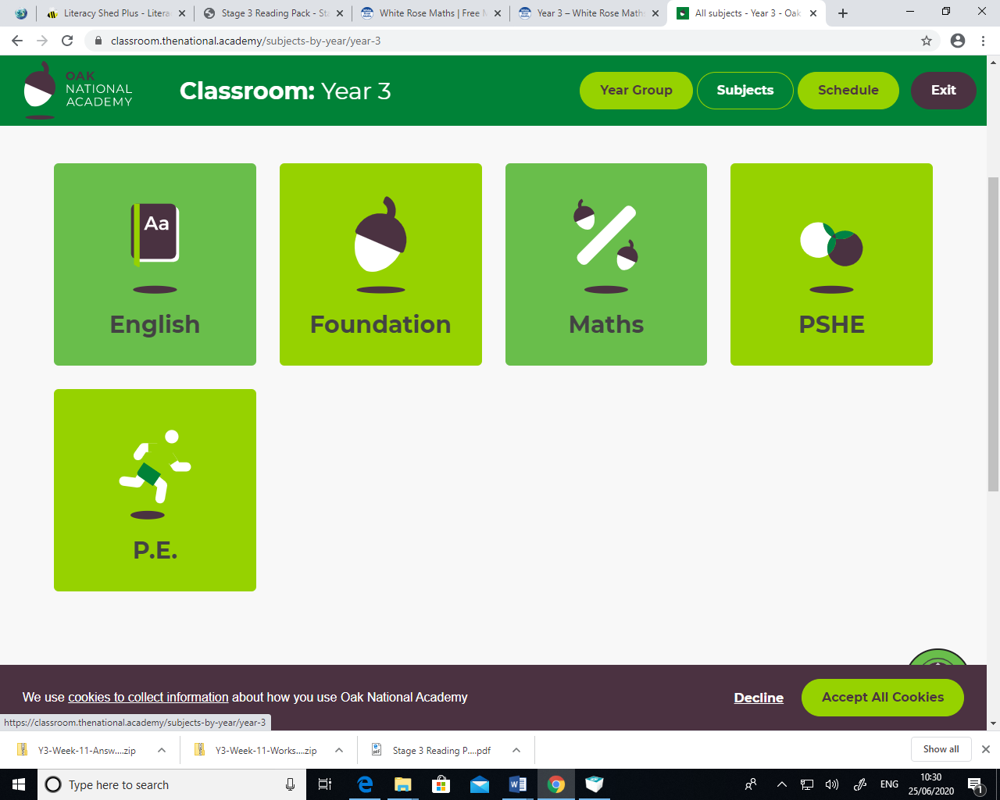 Literacy Shed Plus - Litera
Stage 3 Reading Pack - Sta
White Rose Maths | Free M
Year 3 – White Rose Maths
All subjects - Year 3 - Oak
classroom.thenational.academy/subjects-by-year/year-3
OAK
NATIONAL
ACADEMY
Classroom: Year 3
Year Group
Subjects
Schedule
Exit
Aa
English
Foundation
Maths
PSHE
P.E.
We use cookies to collect information about how you use Oak National Academy
Decline
Accept All Cookies
https://classroom.thenational.academy/subjects-by-year/year-3
Y3-Week-11-Answ....zip
Y3-Week-11-Works....zip
Stage 3 Reading P....pdf
Show all
Type here to search
ENG
10:30
25/06/2020
1